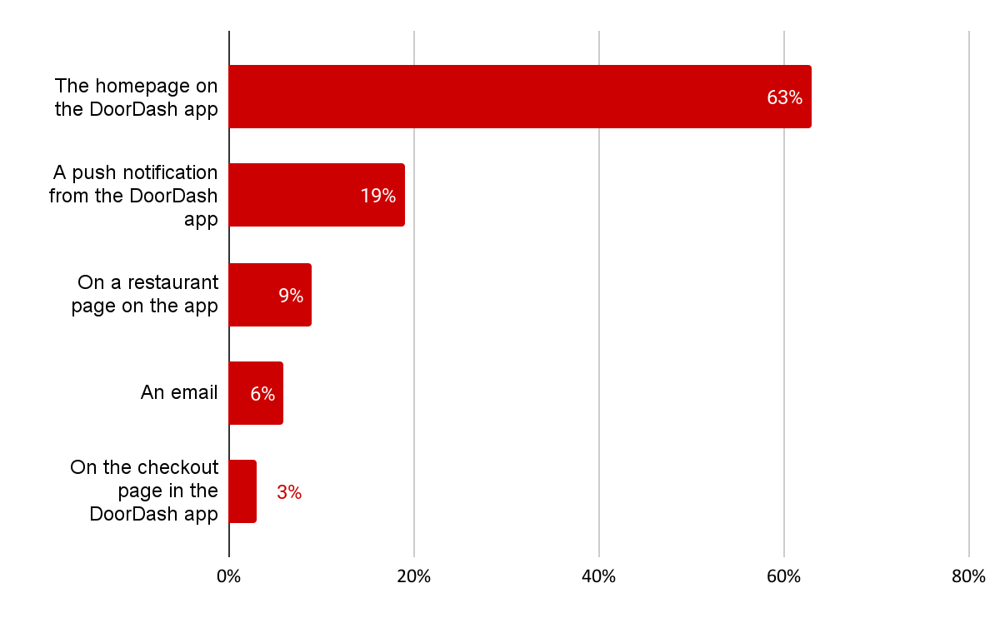 The homepage on
the DoorDash app
63%
A push notification
from the DoorDash
app
19%
On a restaurant
page on the app
9%
An email
6%
On the checkout
page in the
DoorDash app
3%
0%
20%
40%
60%
80%